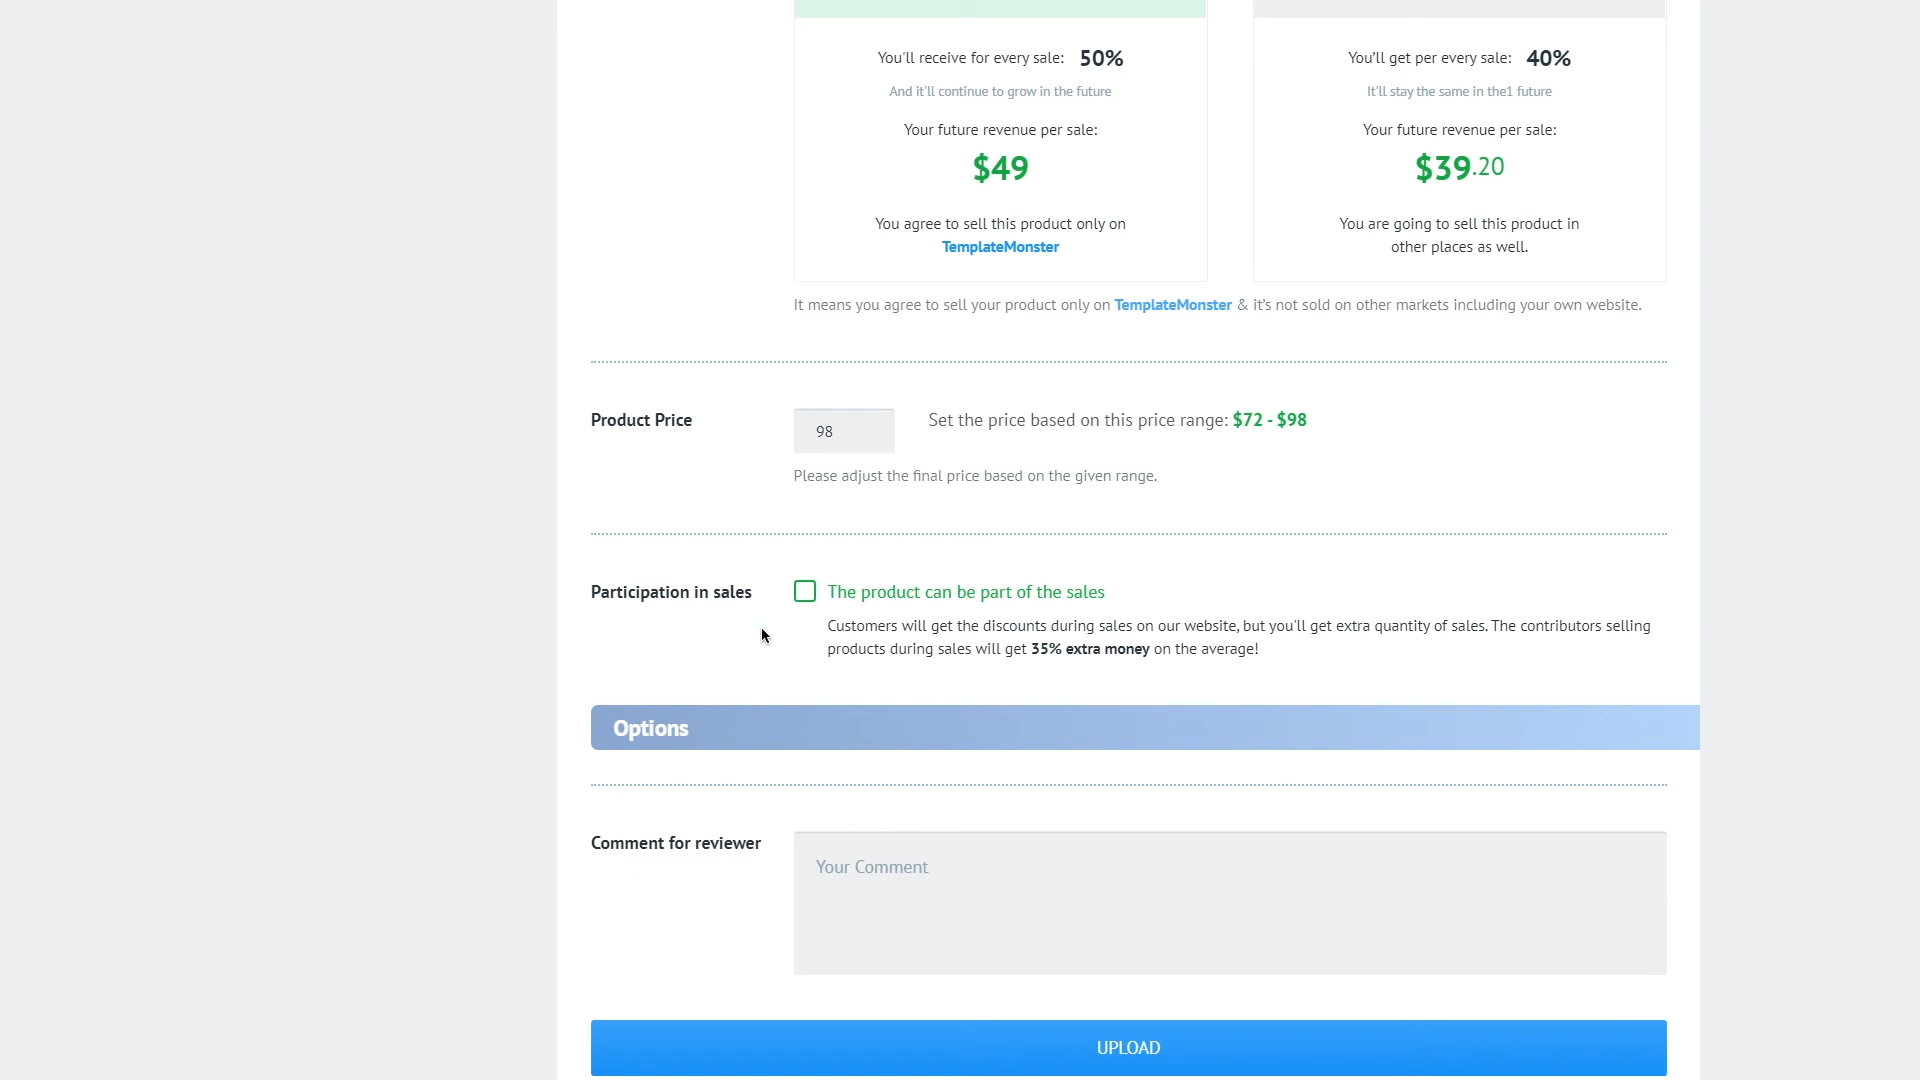 You'll receive for every sale: 50%
And it'll continue to grow in the future
Your future revenue per sale:
$49
You agree to sell this product only on
TemplateMonster
You’ll get per every sale: 40%
It'll stay the same in the1 future
Your future revenue per sale:
$39.20
You are going to sell this product in
other places as well.
It means you agree to sell your product only on TemplateMonster & it’s not sold on other markets including your own website.
Product Price
98
Set the price based on this price range: $72 - $98
Please adjust the final price based on the given range.
Participation in sales
The product can be part of the sales
Customers will get the discounts during sales on our website, but you'll get extra quantity of sales. The contributors selling
products during sales will get 35% extra money on the average!
Options
Comment for reviewer
Your Comment
UPLOAD